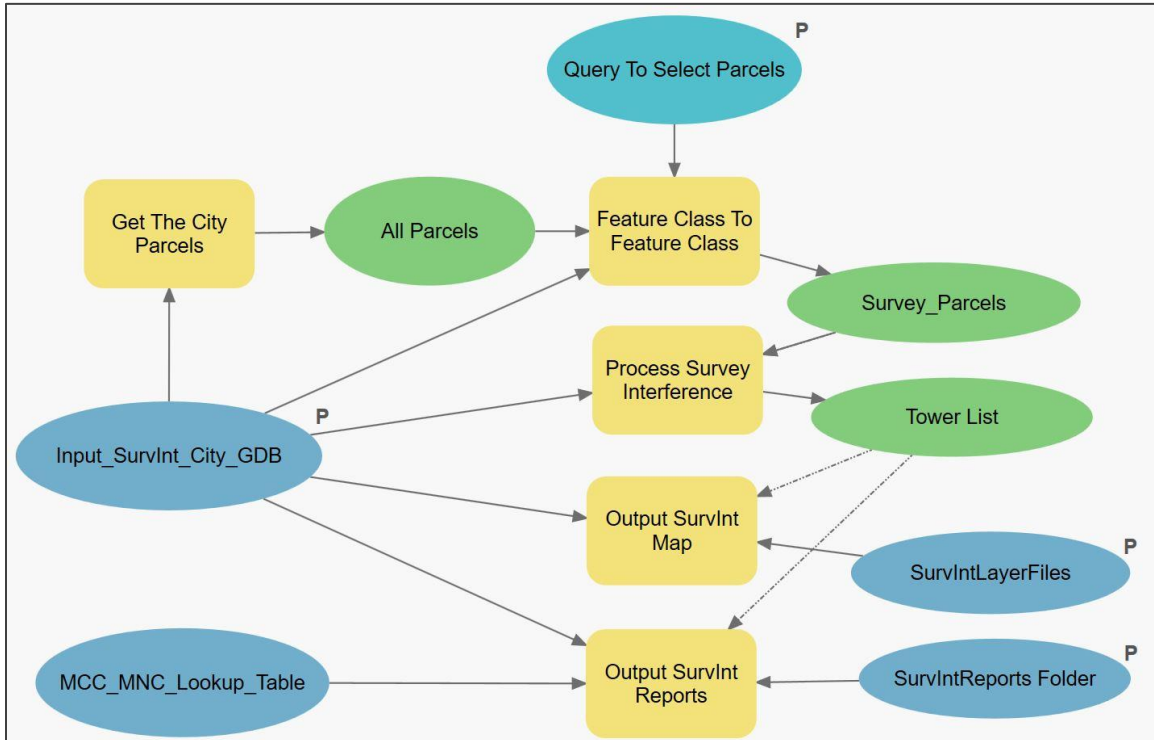 P
Query To Select Parcels
Get The City
Parcels
All Parcels
Feature Class To
Feature Class
Survey_Parcels
Process Survey
Interference
P
Input_SurvInt_City_GDB
Tower List
Output SurvInt
Map
P
SurvIntLayerFiles
MCC_MNC_Lookup_Table
Output SurvInt
Reports
P
SurvIntReports Folder